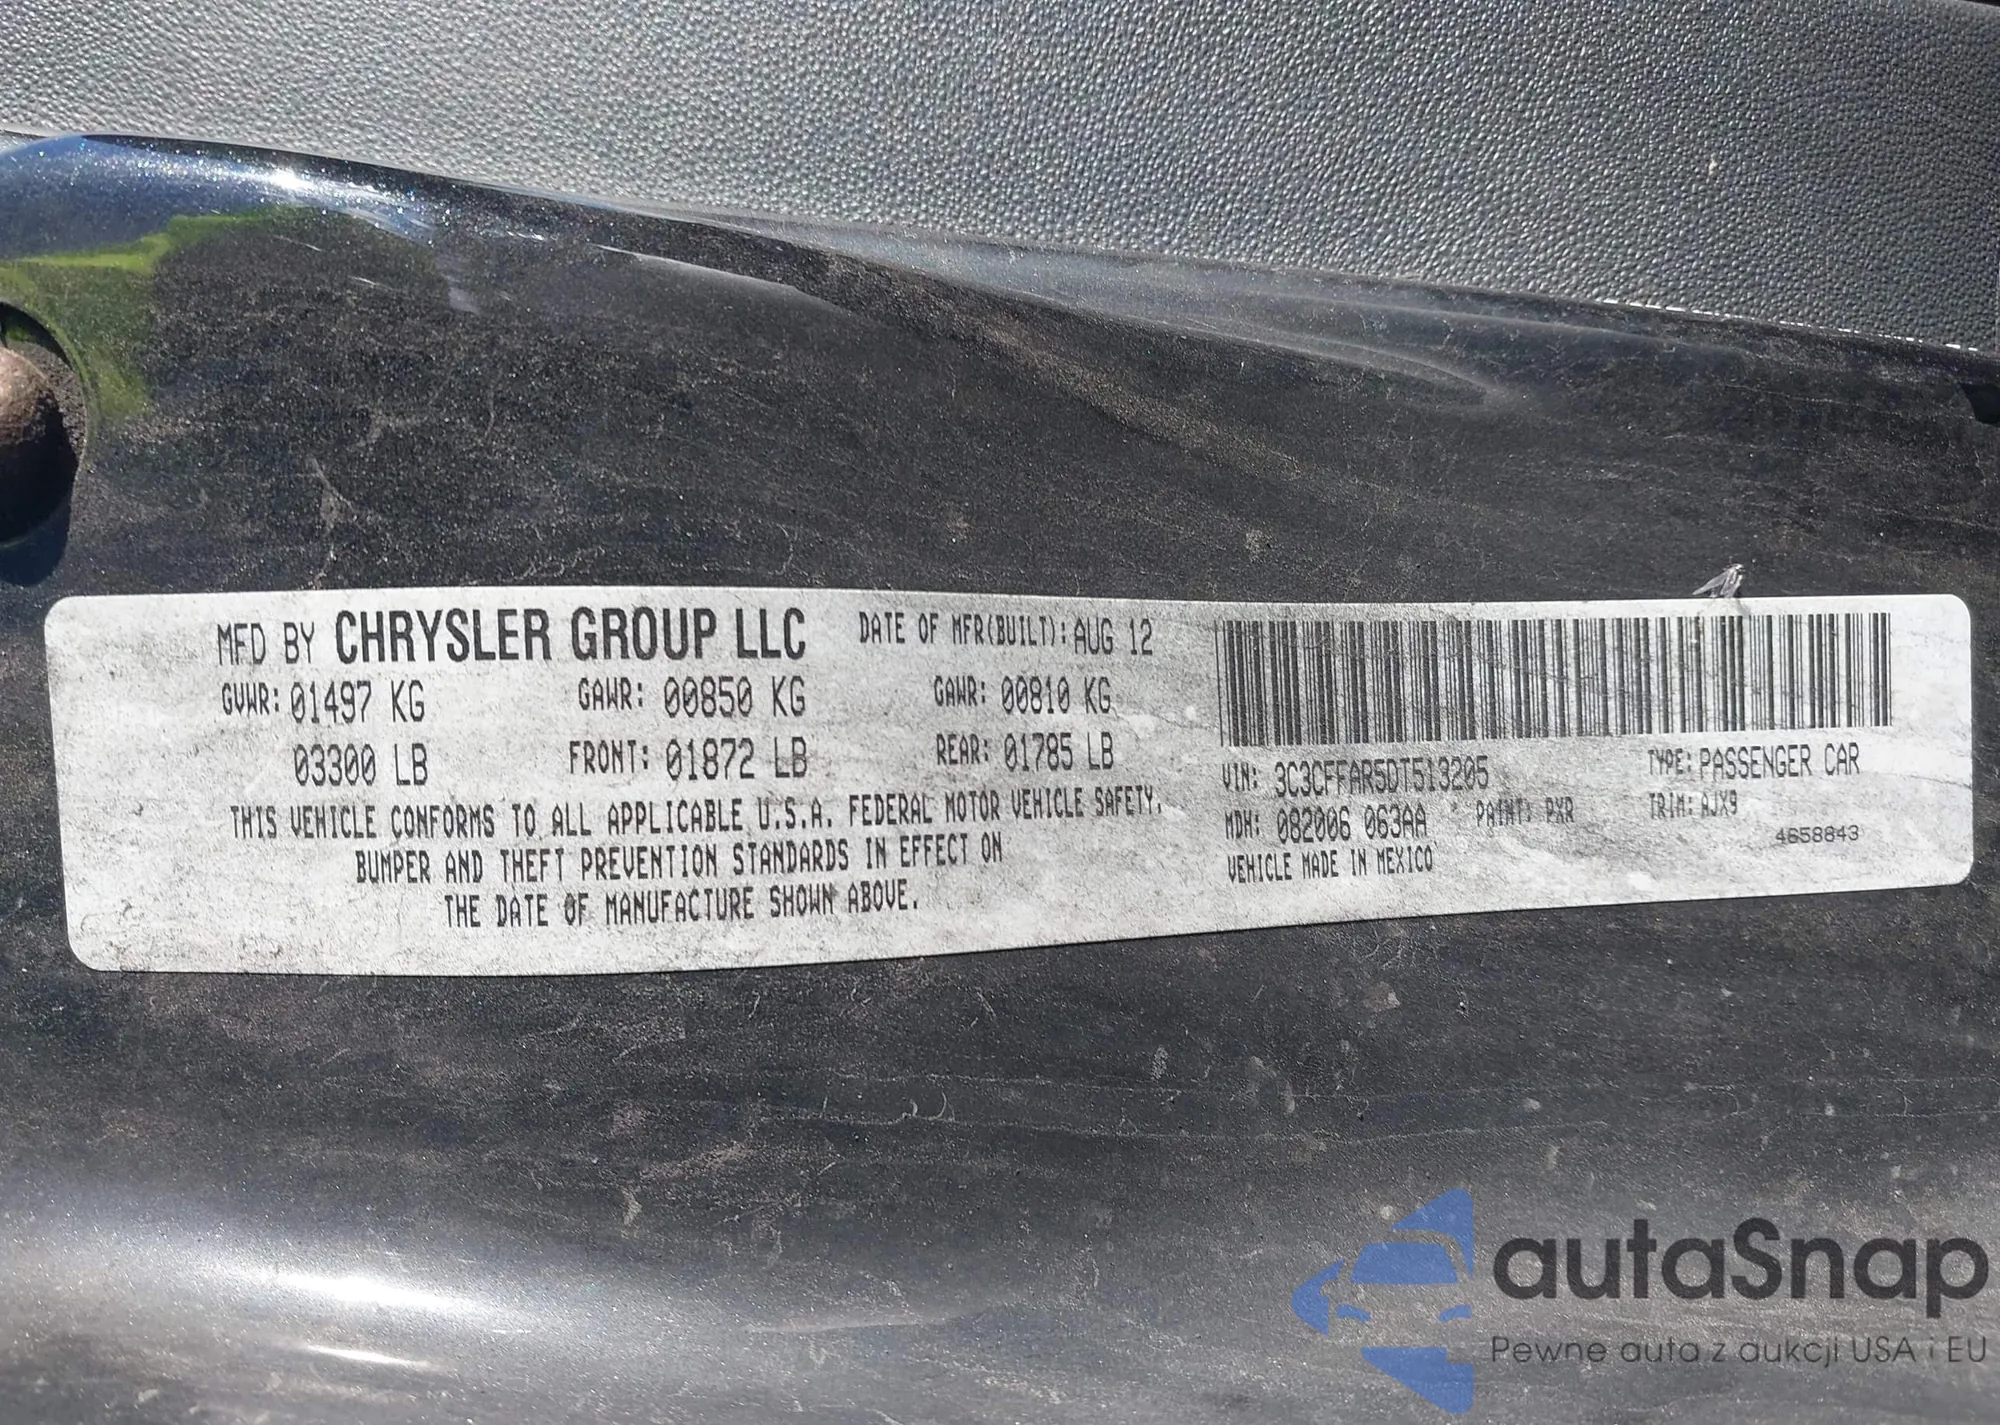 MFD BY CHRYSLER GROUP LLC DATE OF MFR(BUILT): AUG 12
GVWR: 01497 KG GAWR: 00850 KG GAWR: 00810 KG
03300 LB FRONT: 01872 LB REAR: 01785 LB
THIS VEHICLE CONFORMS TO ALL APPLICABLE U.S.A. FEDERAL MOTOR VEHICLE SAFETY,
BUMPER AND THEFT PREVENTION STANDARDS IN EFFECT ON
THE DATE OF MANUFACTURE SHOWN ABOVE.
VIN: 3C3CFFAR5DT513205 TYPE: PASSENGER CAR
MDH: 082006 063AA PAINT: PXR TRIM: AJX9
VEHICLE MADE IN MEXICO 4658843
autaSnap
Pewne auta z aukcji USA i EU